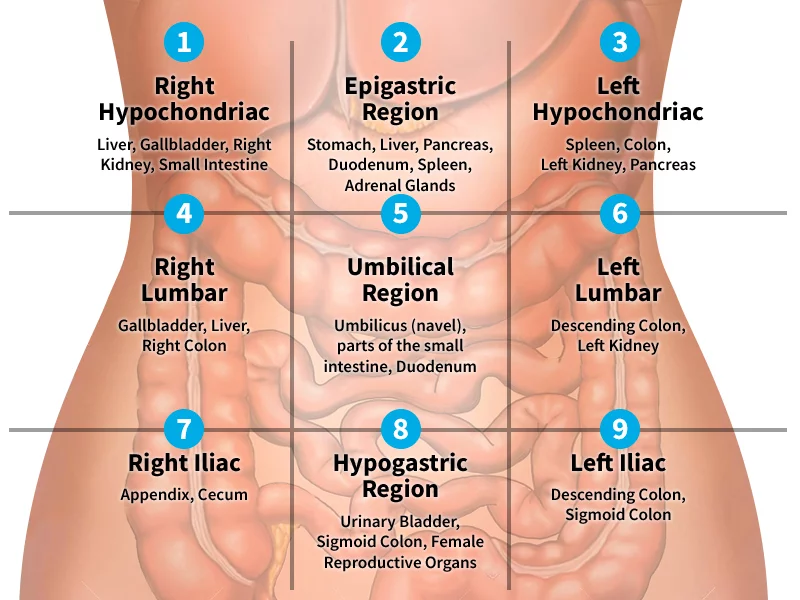 1
Right
Hypochondriac
Liver, Gallbladder, Right
Kidney, Small Intestine
2
Epigastric
Region
Stomach, Liver, Pancreas,
Duodenum, Spleen,
Adrenal Glands
3
Left
Hypochondriac
Spleen, Colon,
Left Kidney, Pancreas
4
Right
Lumbar
Gallbladder, Liver,
Right Colon
5
Umbilical
Region
Umbilicus (navel),
parts of the small
intestine, Duodenum
6
Left
Lumbar
Descending Colon,
Left Kidney
7
Right Iliac
Appendix, Cecum
8
Hypogastric
Region
Urinary Bladder,
Sigmoid Colon, Female
Reproductive Organs
9
Left Iliac
Descending Colon,
Sigmoid Colon